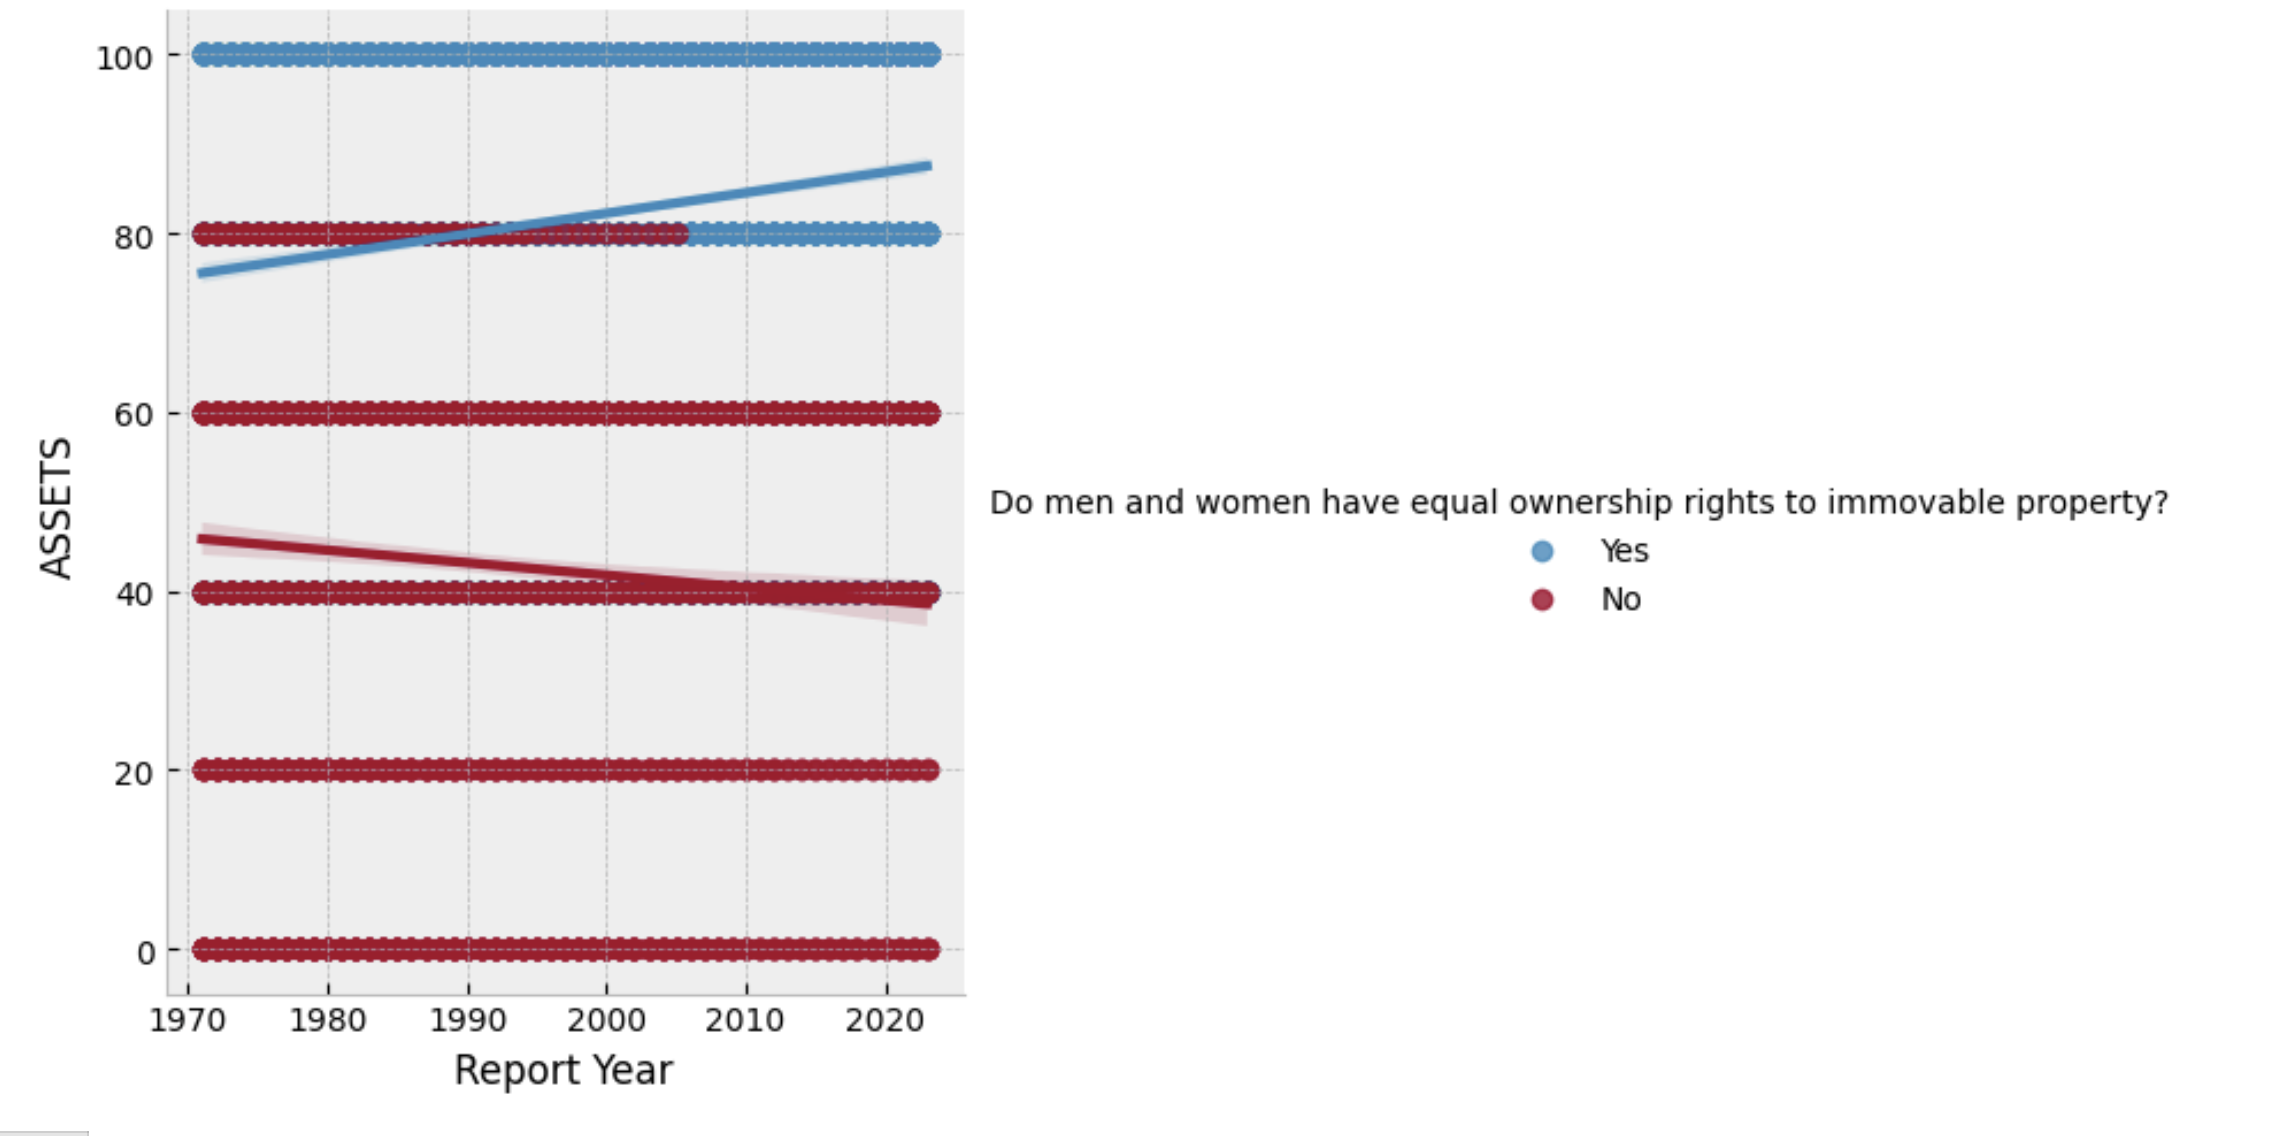 100
80
60
40
20
0
ASSETS
1970 1980 1990 2000 2010 2020
Report Year
Do men and women have equal ownership rights to immovable property?
Yes
No